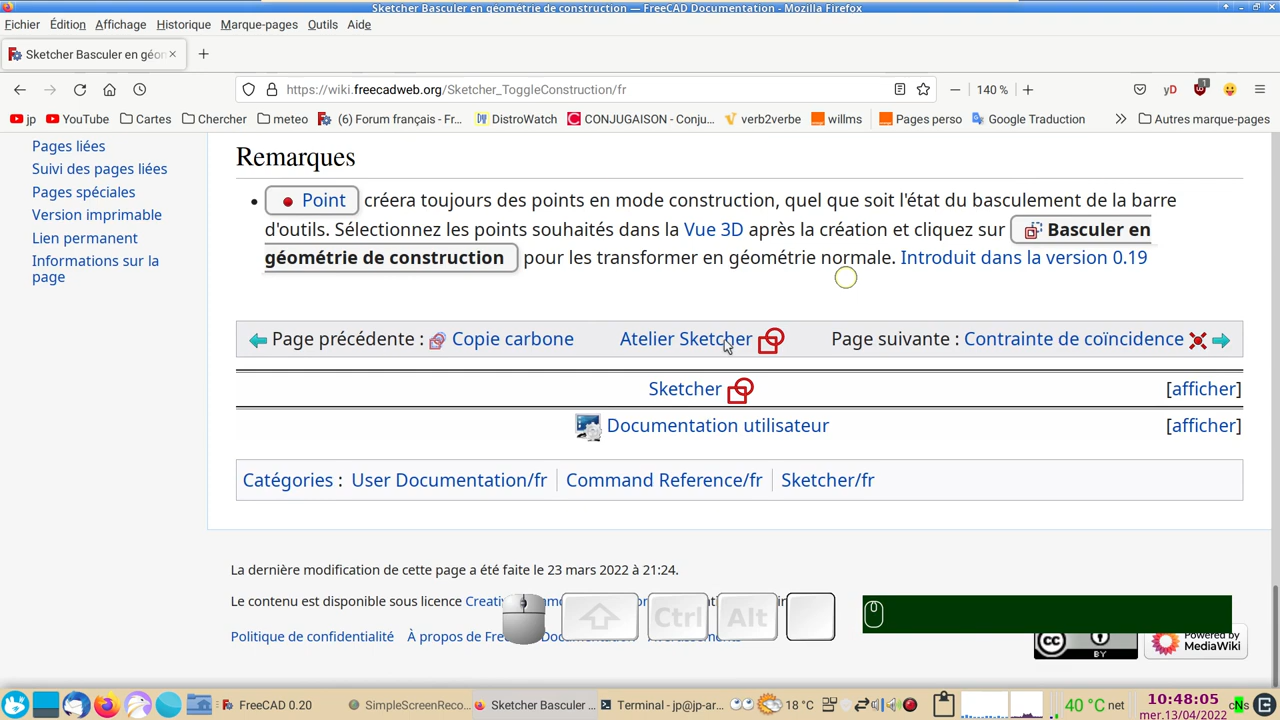 Sketcher Basculer en géométrie de construction — FreeCAD Documentation - Mozilla Firefox
Fichier Édition Affichage Historique Marque-pages Outils Aide
Sketcher Basculer en géo
https://wiki.freecadweb.org/Sketcher_ToggleConstruction/fr 140 % yD 1
jp YouTube Cartes Chercher meteo (6) Forum français - Fr... DistroWatch CONJUGAISON - Conju... verb2verbe willms Pages perso Google Traduction Autres marque-pages
Pages liées
Suivi des pages liées
Pages spéciales
Version imprimable
Lien permanent
Informations sur la
page
Remarques
Point créera toujours des points en mode construction, quel que soit l'état du basculement de la barre
d'outils. Sélectionnez les points souhaités dans la Vue 3D après la création et cliquez sur Basculer en
géométrie de construction pour les transformer en géométrie normale. Introduit dans la version 0.19
Page précédente : Copie carbone Atelier Sketcher Page suivante : Contrainte de coïncidence
Sketcher [afficher]
Documentation utilisateur [afficher]
Catégories : User Documentation/fr Command Reference/fr Sketcher/fr
La dernière modification de cette page a été faite le 23 mars 2022 à 21:24.
Le contenu est disponible sous licence
Ctrl Alt
Politique de confidentialité À propos de
CC BY
Powered by
MediaWiki
FreeCAD 0.20 SimpleScreenReco... Sketcher Basculer ... Terminal - jp@jp-ar... 18 °C 40 °C net 10:48:05 cNs
mer.13/04/2022